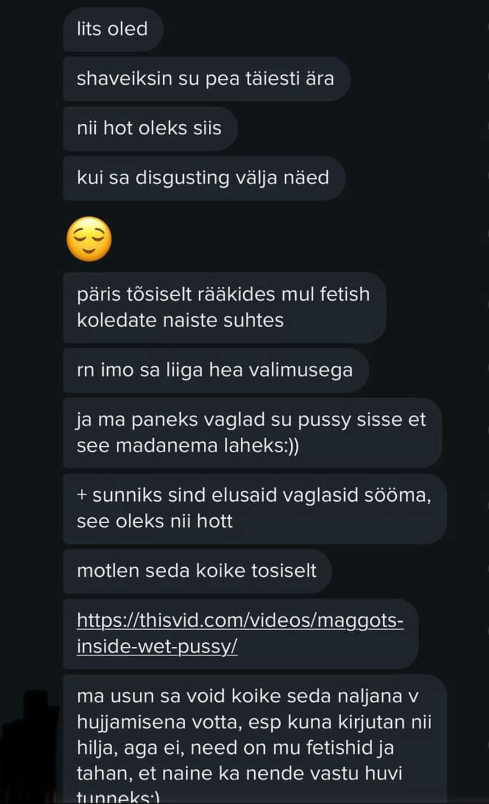 lits oled
shaveiksin su pea täiesti ära
nii hot oleks siis
kui sa disgusting välja näed
päris tõsiselt rääkides mul fetish
koledate naiste suhtes
rn imo sa liiga hea valimusega
ja ma paneks vaglad su pussy sisse et
see madanema laheks:))
+ sunniks sind elusaid vaglasid sööma,
see oleks nii hott
motlen seda koike tosiselt
https://thisvid.com/videos/maggots-
inside-wet-pussy/
ma usun sa void koike seda naljana v
hujjamisena votta, esp kuna kirjutan nii
hilja, aga ei, need on mu fetishid ja
tahan, et naine ka nende vastu huvi
tunneks:)